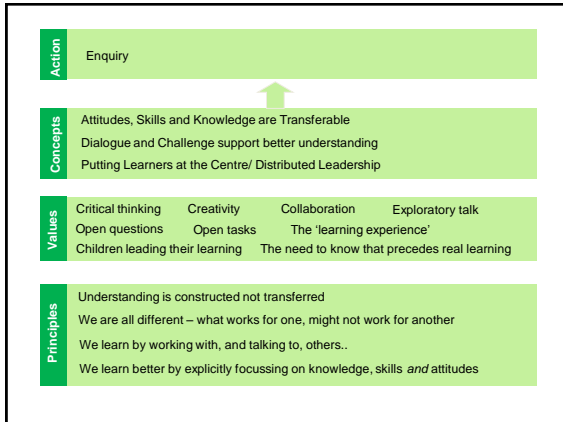 Action
Enquiry
Concepts
Attitudes, Skills and Knowledge are Transferable
Dialogue and Challenge support better understanding
Putting Learners at the Centre/ Distributed Leadership
Values
Critical thinking Creativity Collaboration Exploratory talk
Open questions Open tasks The ‘learning experience’
Children leading their learning The need to know that precedes real learning
Principles
Understanding is constructed not transferred
We are all different – what works for one, might not work for another
We learn by working with, and talking to, others..
We learn better by explicitly focussing on knowledge, skills and attitudes